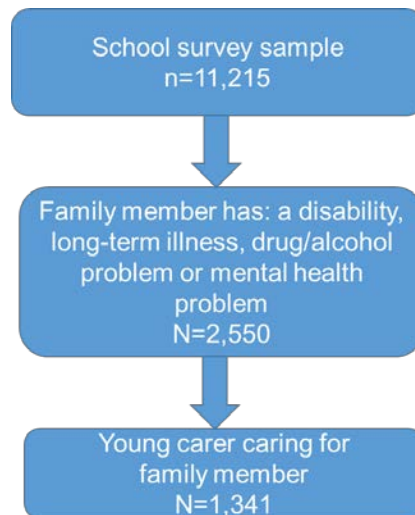 School survey sample
n=11,215
Family member has: a disability,
long-term illness, drug/alcohol
problem or mental health
problem
N=2,550
Young carer caring for
family member
N=1,341